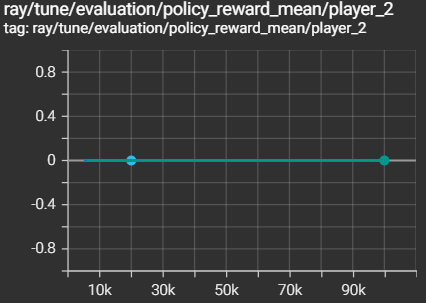 ray/tune/evaluation/policy_reward_mean/player_2
tag: ray/tune/evaluation/policy_reward_mean/player_2
0.8
0.4
0
-0.4
-0.8
10k 30k 50k 70k 90k